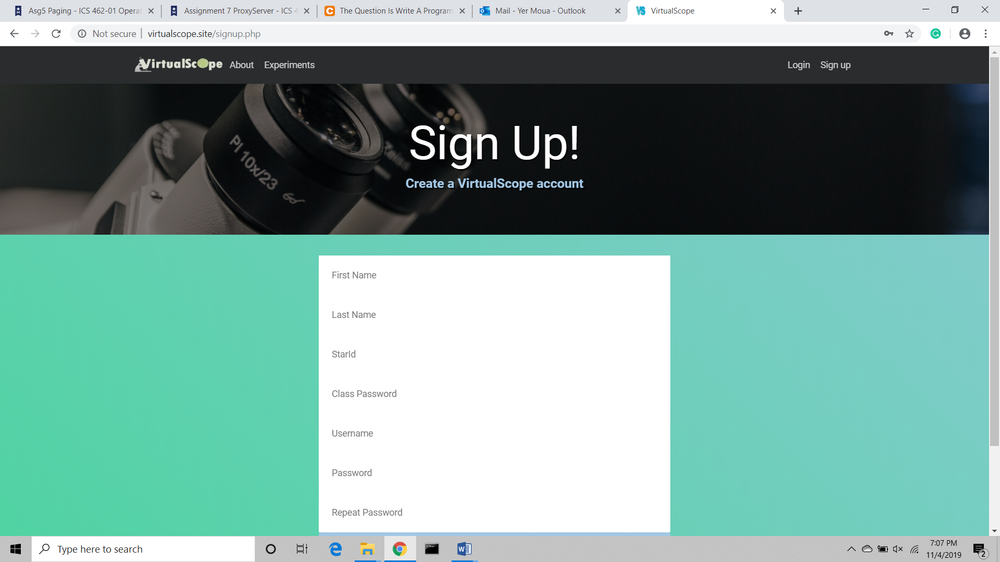 Asg5 Paging - ICS 462-01 Operat
Assignment 7 ProxyServer - ICS 4
The Question Is Write A Program
Mail - Yer Moua - Outlook
VirtualScope
Not secure | virtualscope.site/signup.php
VirtualScope About Experiments Login Sign up
PI 10x/23
Zeiss
Sign Up!
Create a VirtualScope account
First Name
Last Name
StarId
Class Password
Username
Password
Repeat Password
Type here to search
7:07 PM
11/4/2019
2